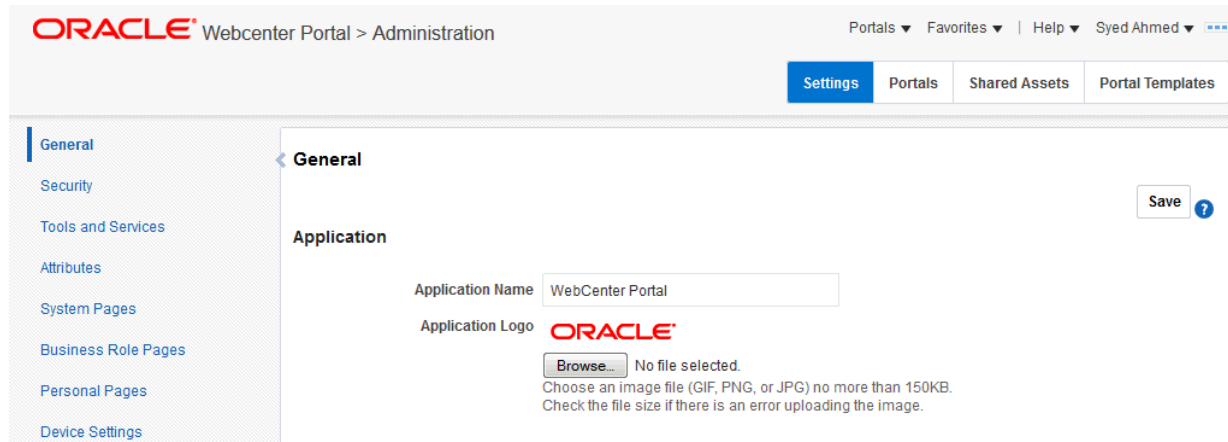 ORACLE Webcenter Portal > Administration
Portals Favorites | Help Syed Ahmed
Settings Portals Shared Assets Portal Templates
General
Security
Tools and Services
Attributes
System Pages
Business Role Pages
Personal Pages
Device Settings
General
Save ?
Application
Application Name WebCenter Portal
Application Logo ORACLE
Browse... No file selected.
Choose an image file (GIF, PNG, or JPG) no more than 150KB.
Check the file size if there is an error uploading the image.